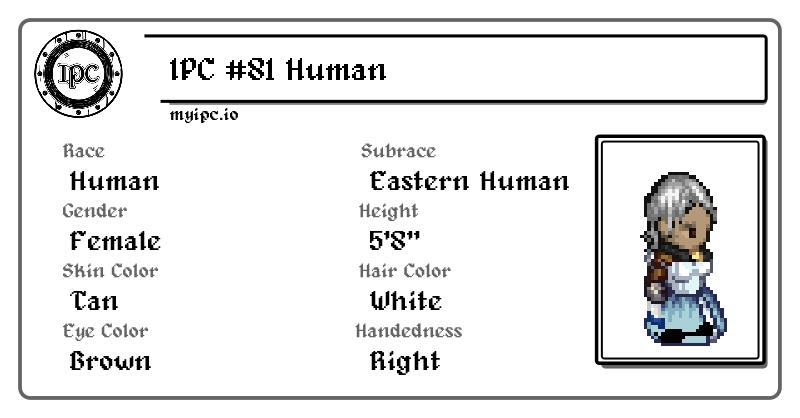 IPC
IPC #81 Human
myipc.io
Race
Human
Subrace
Eastern Human
Gender
Female
Height
5'8"
Skin Color
Tan
Hair Color
White
Eye Color
Brown
Handedness
Right